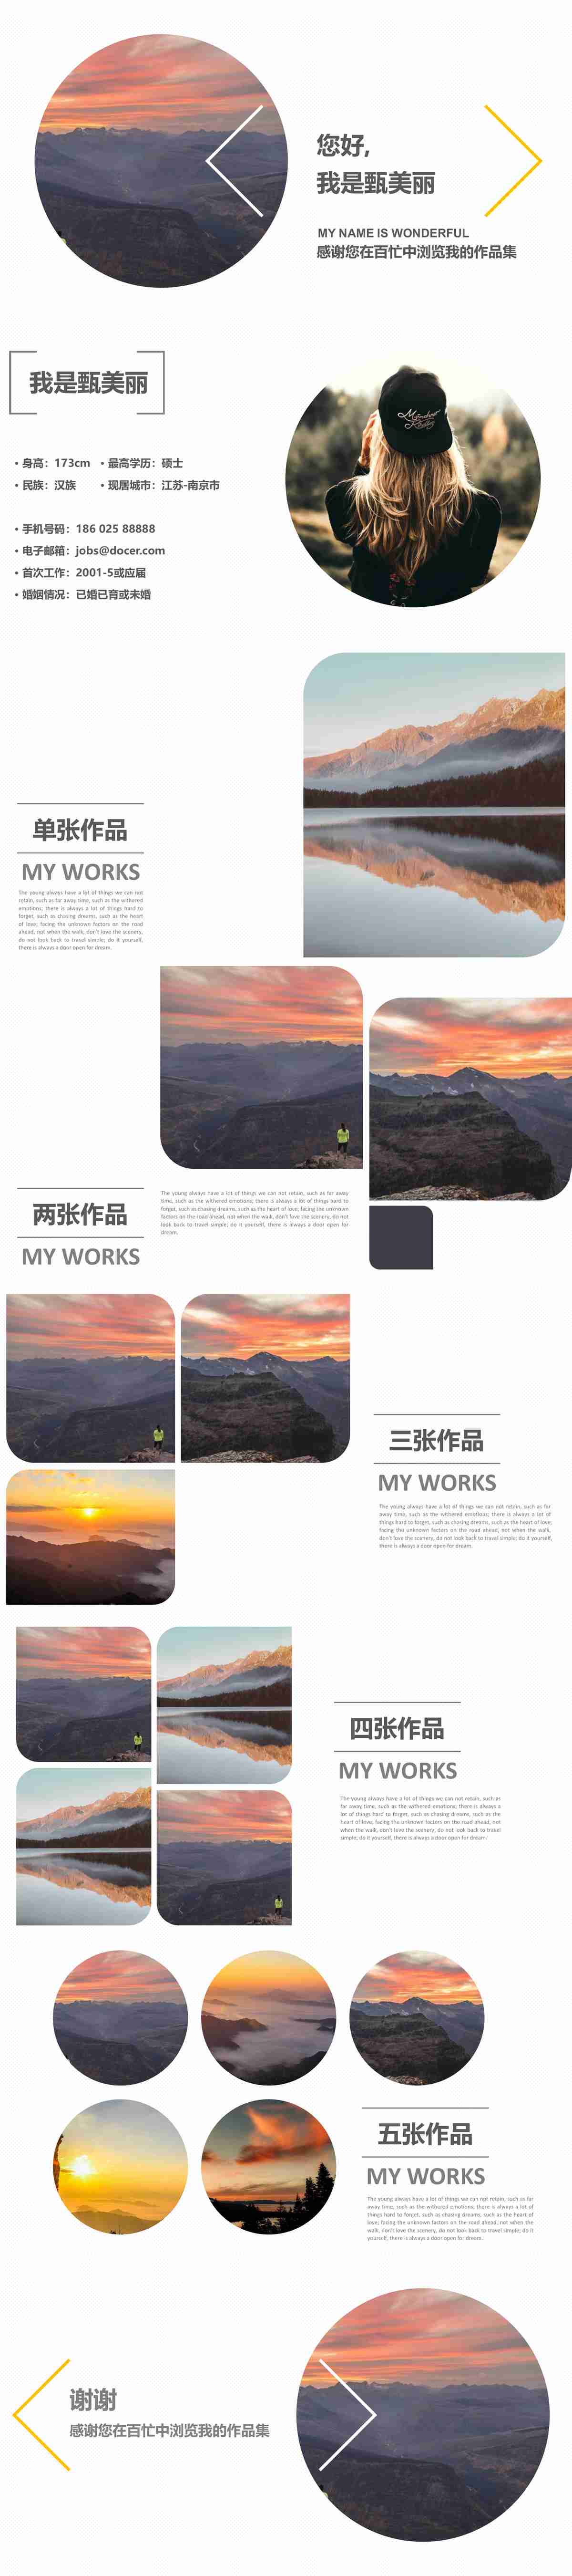 您好,
我是甄美丽
MY NAME IS WONDERFUL
感谢您在百忙中浏览我的作品集
我是甄美丽
• 身高：173cm • 最高学历：硕士
• 民族：汉族 • 现居城市：江苏-南京市
• 手机号码：186 025 88888
• 电子邮箱：jobs@docer.com
• 首次工作：2001-5或应届
• 婚姻情况：已婚已育或未婚
单张作品
MY WORKS
The young always have a lot of things we can not
retain, such as far away time, such as the withered
emotions; there is always a lot of things hard to
forget, such as chasing dreams, such as the heart
of love; facing the unknown factors on the road
ahead, not when the walk, don't love the scenery,
do not look back to travel simple; do it yourself,
there is always a door open for dream.
两张作品
MY WORKS
The young always have a lot of things we can not retain, such as far away
time, such as the withered emotions; there is always a lot of things hard to
forget, such as chasing dreams, such as the heart of love; facing the unknown
factors on the road ahead, not when the walk, don't love the scenery, do not
look back to travel simple; do it yourself, there is always a door open for
dream.
三张作品
MY WORKS
The young always have a lot of things we can not retain, such as far
away time, such as the withered emotions; there is always a lot of
things hard to forget, such as chasing dreams, such as the heart of love;
facing the unknown factors on the road ahead, not when the walk,
don't love the scenery, do not look back to travel simple; do it yourself,
there is always a door open for dream.
四张作品
MY WORKS
The young always have a lot of things we can not retain, such as
far away time, such as the withered emotions; there is always a
lot of things hard to forget, such as chasing dreams, such as the
heart of love; facing the unknown factors on the road ahead, not
when the walk, don't love the scenery, do not look back to travel
simple; do it yourself, there is always a door open for dream.
五张作品
MY WORKS
The young always have a lot of things we can not retain, such as far
away time, such as the withered emotions; there is always a lot of
things hard to forget, such as chasing dreams, such as the heart of
love; facing the unknown factors on the road ahead, not when the
walk, don't love the scenery, do not look back to travel simple; do it
yourself, there is always a door open for dream.
谢谢
感谢您在百忙中浏览我的作品集